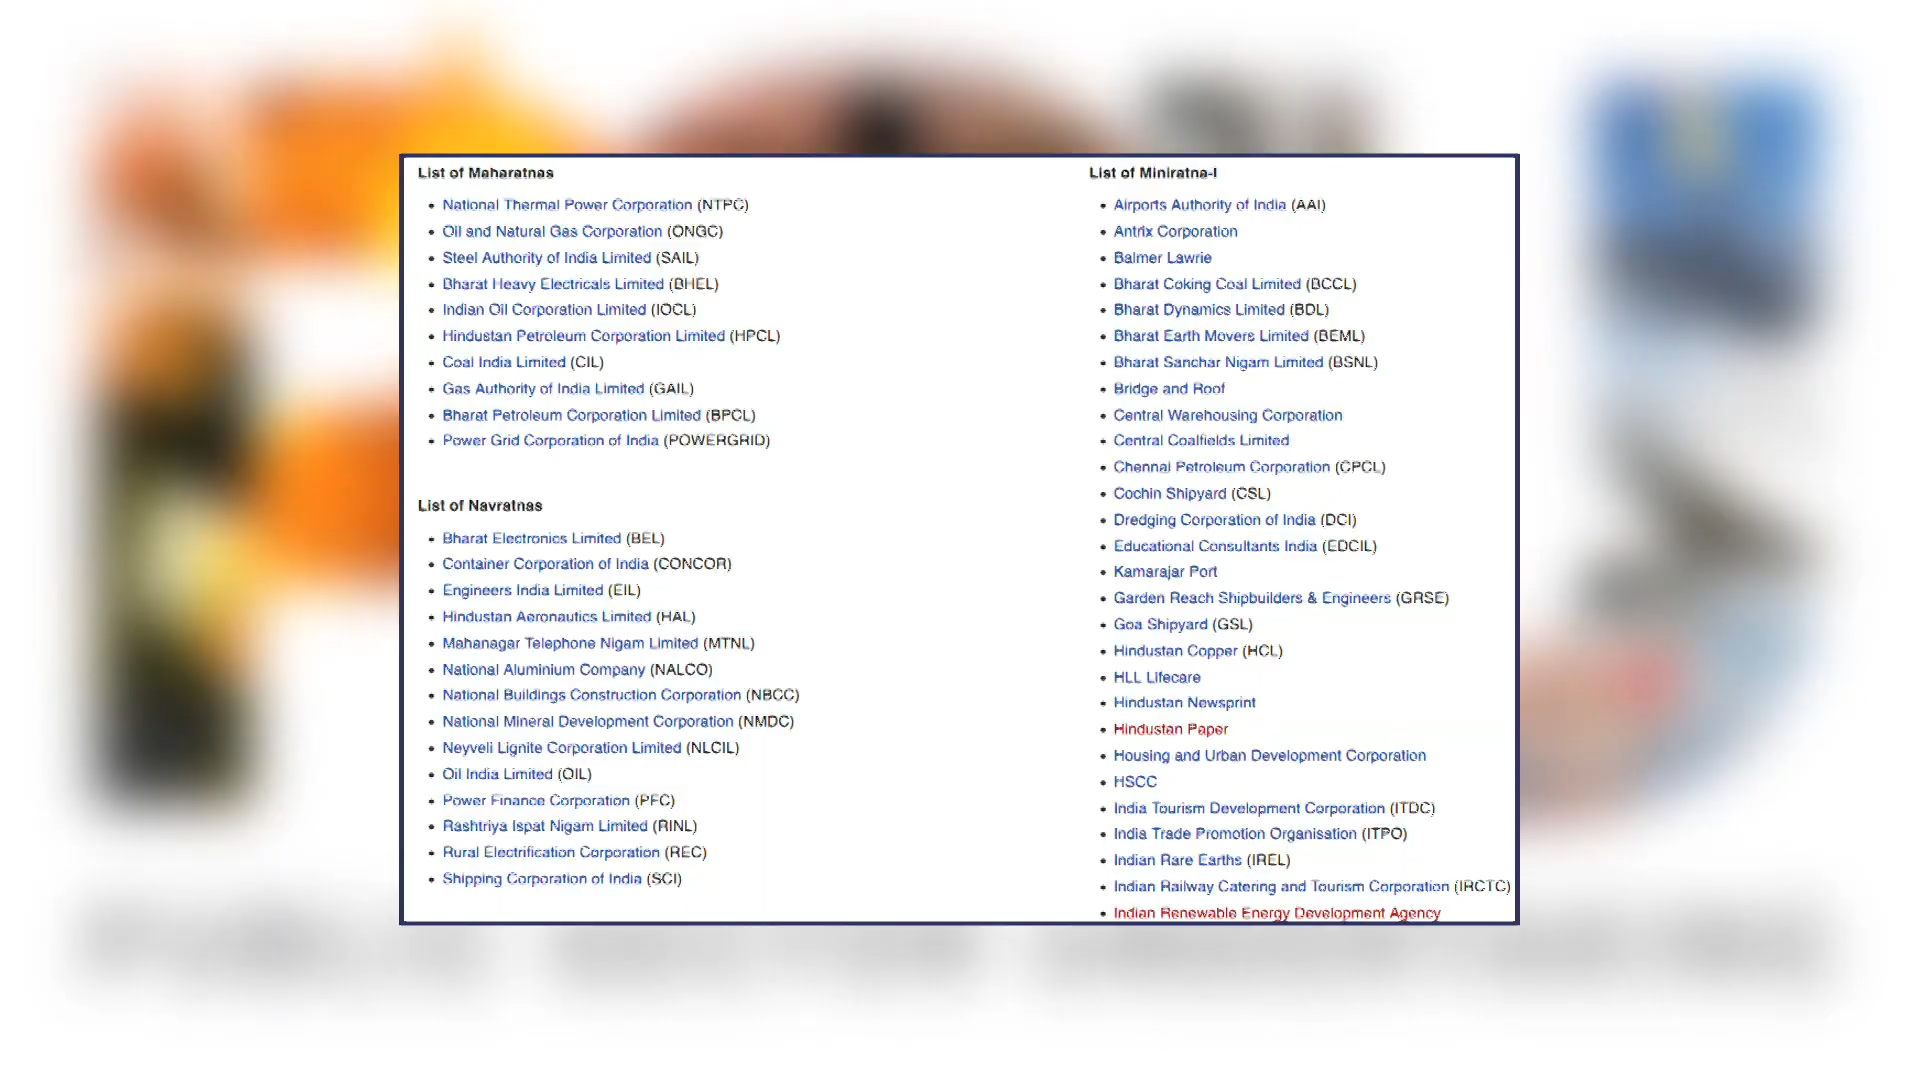 List of Maharatnas
• National Thermal Power Corporation (NTPC)
• Oil and Natural Gas Corporation (ONGC)
• Steel Authority of India Limited (SAIL)
• Bharat Heavy Electricals Limited (BHEL)
• Indian Oil Corporation Limited (IOCL)
• Hindustan Petroleum Corporation Limited (HPCL)
• Coal India Limited (CIL)
• Gas Authority of India Limited (GAIL)
• Bharat Petroleum Corporation Limited (BPCL)
• Power Grid Corporation of India (POWERGRID)
List of Navratnas
• Bharat Electronics Limited (BEL)
• Container Corporation of India (CONCOR)
• Engineers India Limited (EIL)
• Hindustan Aeronautics Limited (HAL)
• Mahanagar Telephone Nigam Limited (MTNL)
• National Aluminium Company (NALCO)
• National Buildings Construction Corporation (NBCC)
• National Mineral Development Corporation (NMDC)
• Neyveli Lignite Corporation Limited (NLCIL)
• Oil India Limited (OIL)
• Power Finance Corporation (PFC)
• Rashtriya Ispat Nigam Limited (RINL)
• Rural Electrification Corporation (REC)
• Shipping Corporation of India (SCI)
List of Miniratna-I
• Airports Authority of India (AAI)
• Antrix Corporation
• Balmer Lawrie
• Bharat Coking Coal Limited (BCCL)
• Bharat Dynamics Limited (BDL)
• Bharat Earth Movers Limited (BEML)
• Bharat Sanchar Nigam Limited (BSNL)
• Bridge and Roof
• Central Warehousing Corporation
• Central Coalfields Limited
• Chennai Petroleum Corporation (CPCL)
• Cochin Shipyard (CSL)
• Dredging Corporation of India (DCI)
• Educational Consultants India (EDCIL)
• Kamarajar Port
• Garden Reach Shipbuilders & Engineers (GRSE)
• Goa Shipyard (GSL)
• Hindustan Copper (HCL)
• HLL Lifecare
• Hindustan Newsprint
• Hindustan Paper
• Housing and Urban Development Corporation
• HSCC
• India Tourism Development Corporation (ITDC)
• India Trade Promotion Organisation (ITPO)
• Indian Rare Earths (IREL)
• Indian Railway Catering and Tourism Corporation (IRCTC)
• Indian Renewable Energy Development Agency